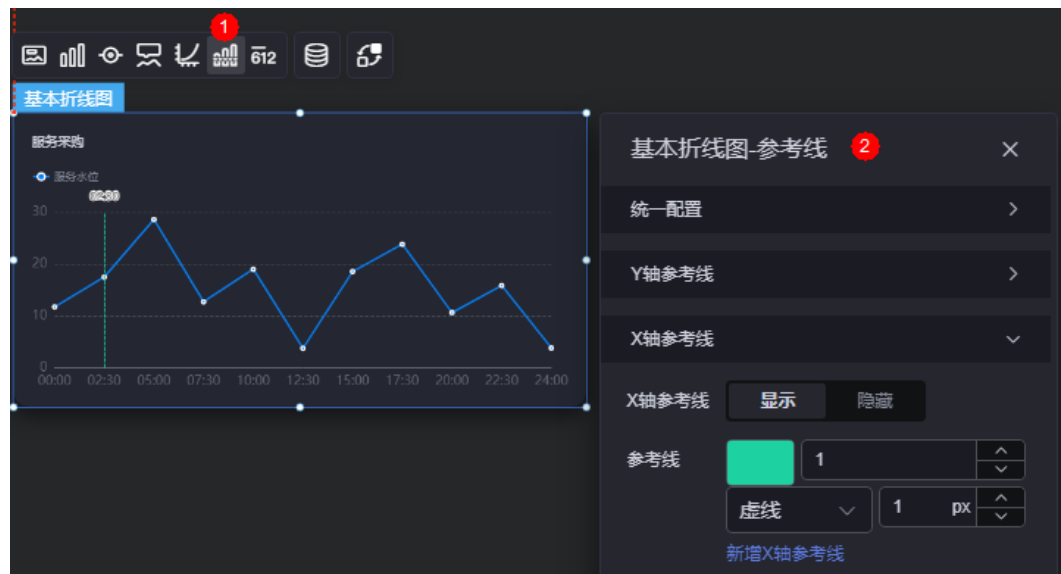 1
612
基本折线图
服务采购
服务水位
02:30
30
20
10
0
00:00 02:30 05:00 07:30 10:00 12:30 15:00 17:30 20:00 22:30 24:00
基本折线图-参考线 2
统一配置
Y轴参考线
X轴参考线
X轴参考线 显示 隐藏
参考线 1
虚线 1 px
新增X轴参考线